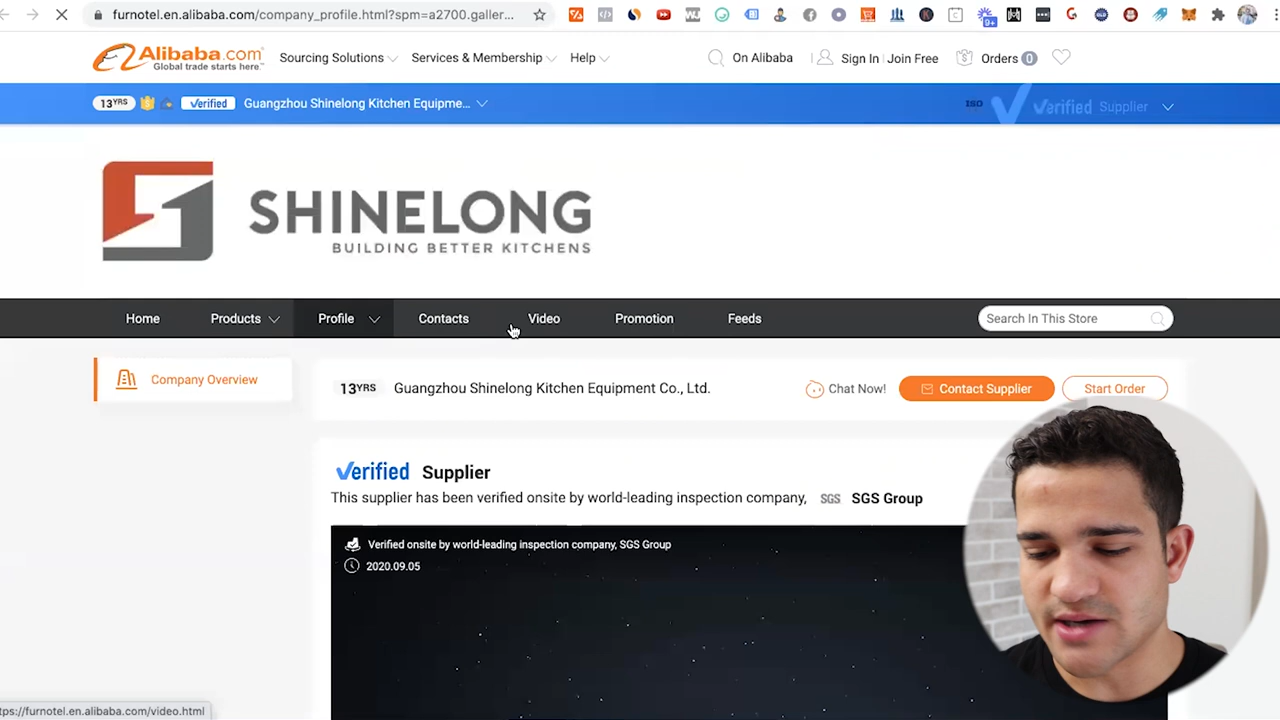 furnotel.en.alibaba.com/company_profile.html?spm=a2700.galler...
9+
Alibaba.com
Global trade starts here.™
Sourcing Solutions
Services & Membership
Help
On Alibaba
Sign In
Join Free
Orders 0
13YRS
Verified
Guangzhou Shinelong Kitchen Equipme...
ISO
Verified Supplier
SHINELONG
BUILDING BETTER KITCHENS
Home
Products
Profile
Contacts
Video
Promotion
Feeds
Search In This Store
Company Overview
13YRS
Guangzhou Shinelong Kitchen Equipment Co., Ltd.
Chat Now!
Contact Supplier
Start Order
Verified Supplier
This supplier has been verified onsite by world-leading inspection company, SGS SGS Group
Verified onsite by world-leading inspection company, SGS Group
2020.09.05
ttps://furnotel.en.alibaba.com/video.html